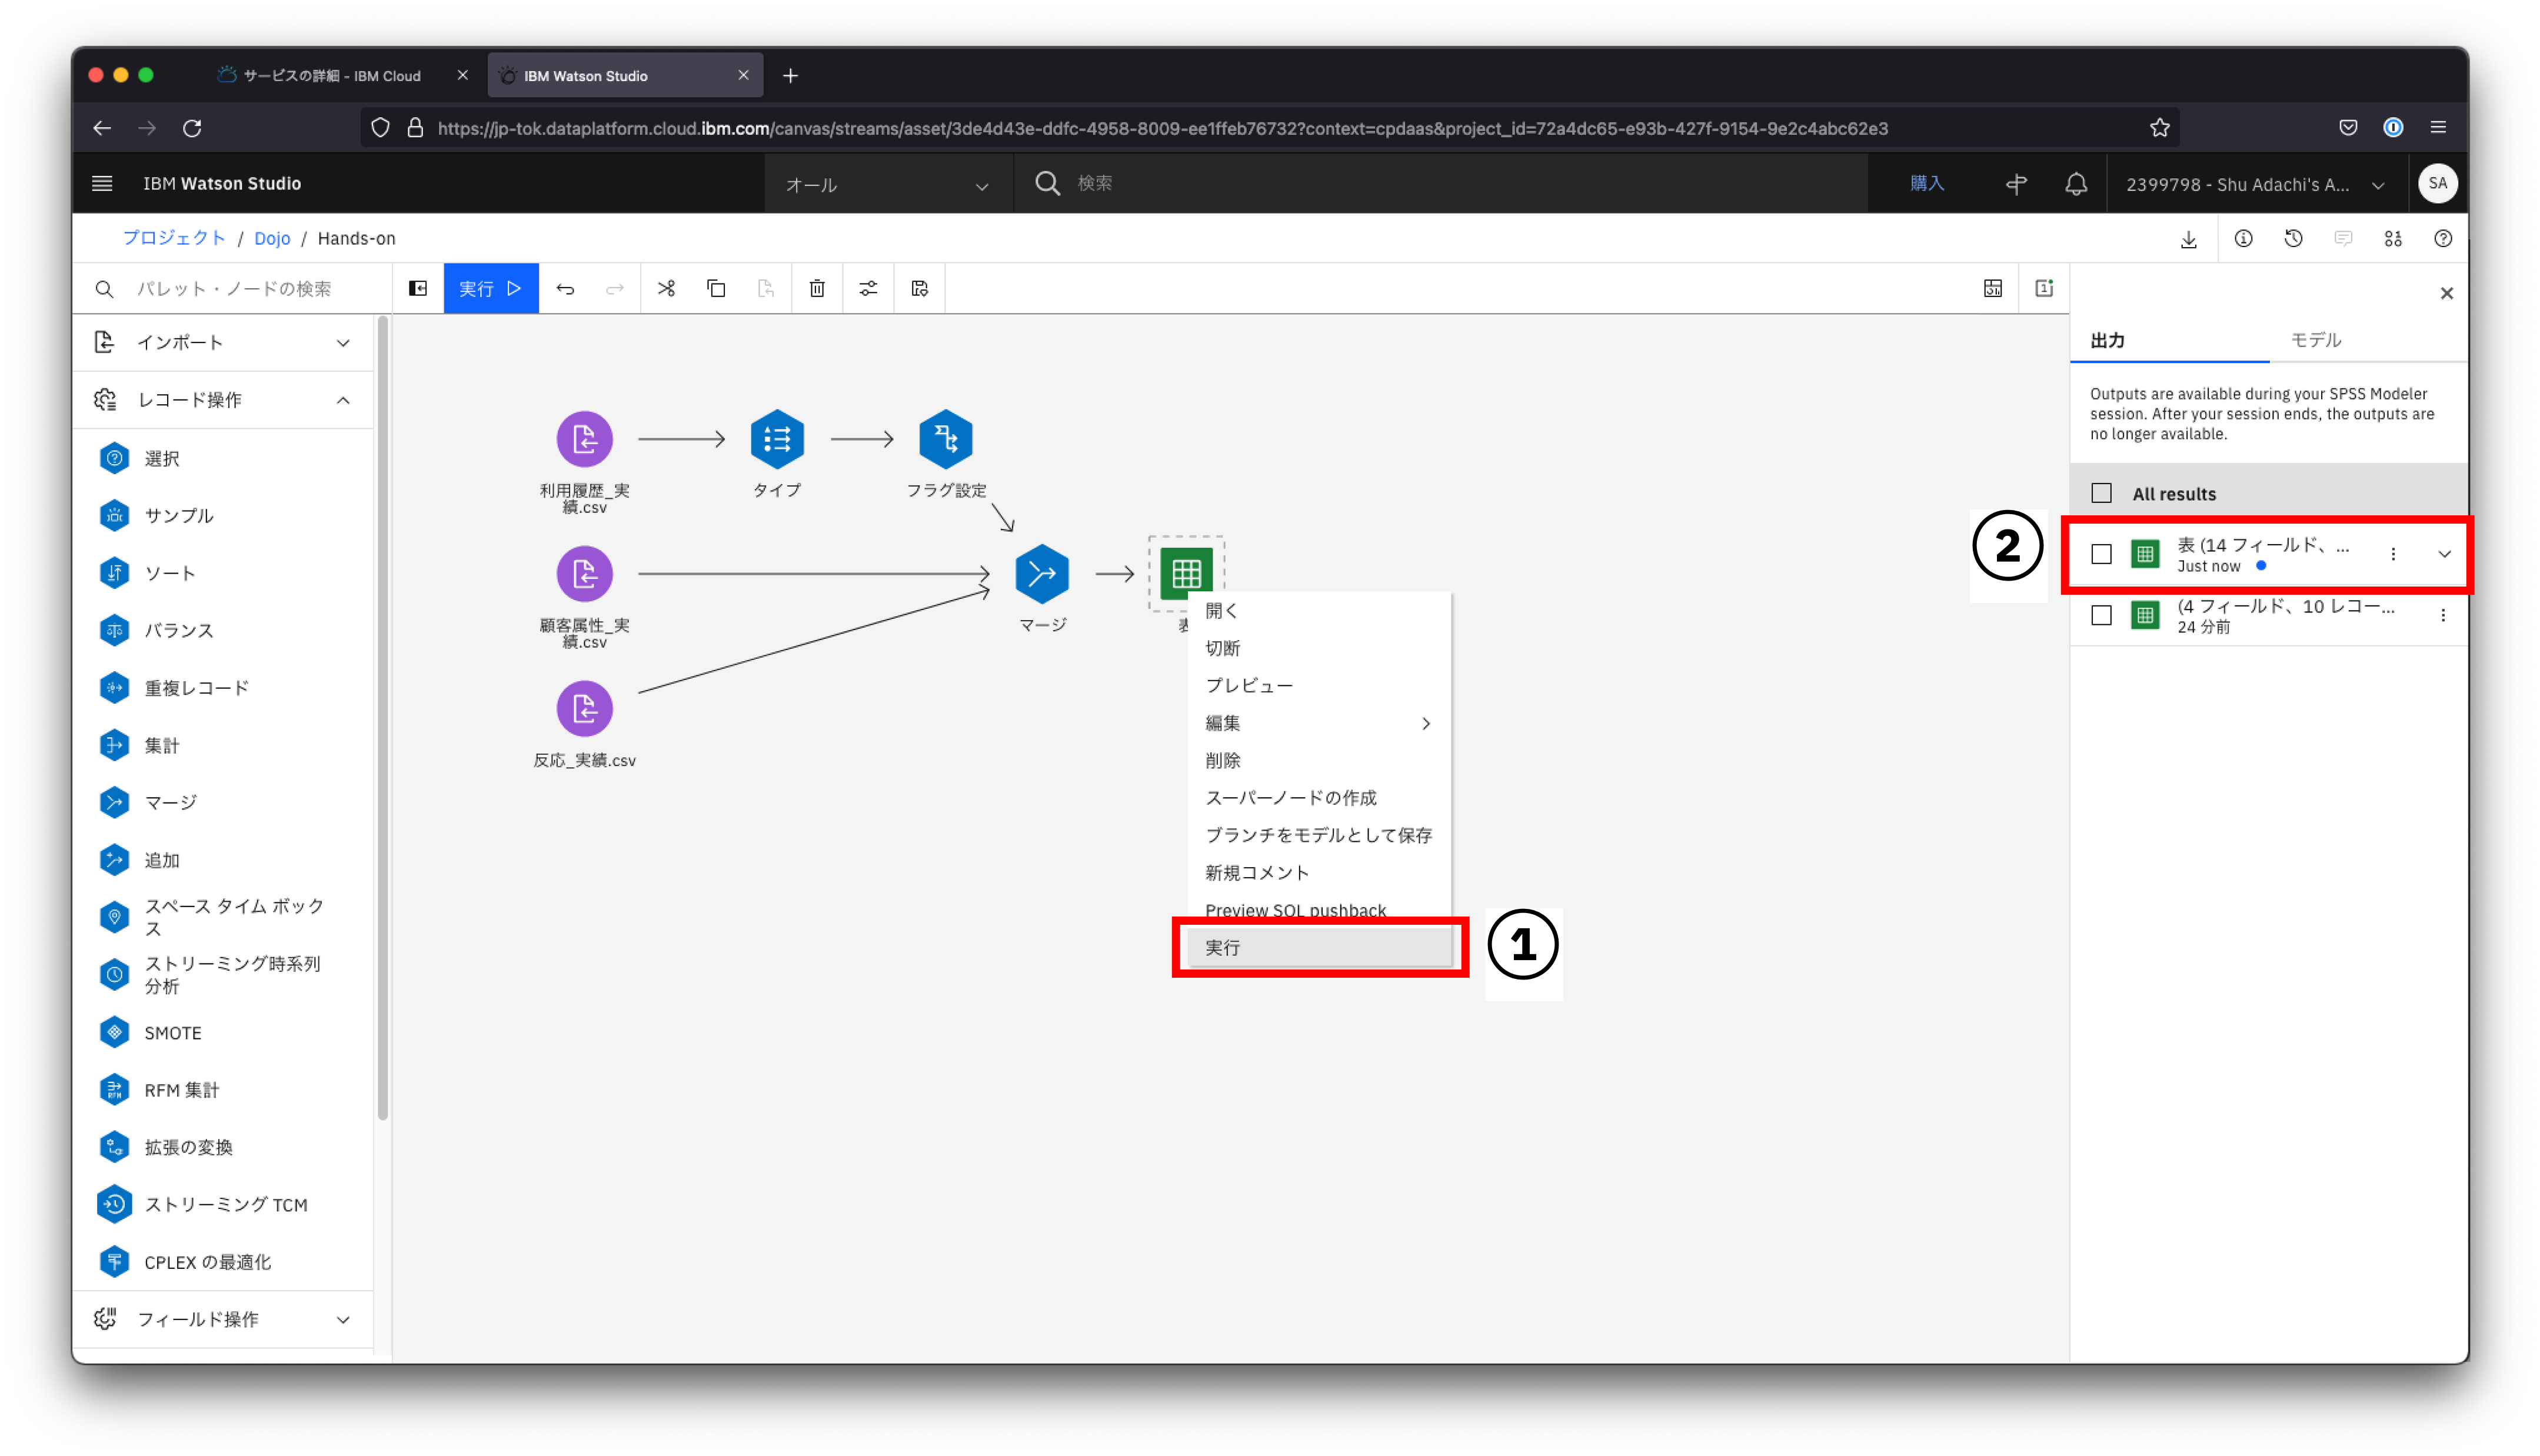 サービスの詳細 - IBM Cloud
IBM Watson Studio
https://jp-tok.dataplatform.cloud.ibm.com/canvas/streams/asset/3de4d43e-ddfc-4958-8009-ee1ffeb76732?context=cpdaas&project_id=72a4dc65-e93b-427f-9154-9e2c4abc62e3
IBM Watson Studio
オール
検索
購入
2399798 - Shu Adachi's A...
SA
プロジェクト / Dojo / Hands-on
パレット・ノードの検索
実行
インポート
レコード操作
選択
サンプル
ソート
バランス
重複レコード
集計
マージ
追加
スペース タイム ボック
ス
ストリーミング時系列
分析
SMOTE
RFM 集計
拡張の変換
ストリーミング TCM
CPLEX の最適化
フィールド操作
利用履歴_実
績.csv
タイプ
フラグ設定
顧客属性_実
績.csv
マージ
反応_実績.csv
開く
切断
プレビュー
編集
削除
スーパーノードの作成
ブランチをモデルとして保存
新規コメント
Preview SQL pushback
実行
①
出力
モデル
Outputs are available during your SPSS Modeler
session. After your session ends, the outputs are
no longer available.
All results
②
表 (14 フィールド、...
Just now
(4 フィールド、10 レコー...
24 分前